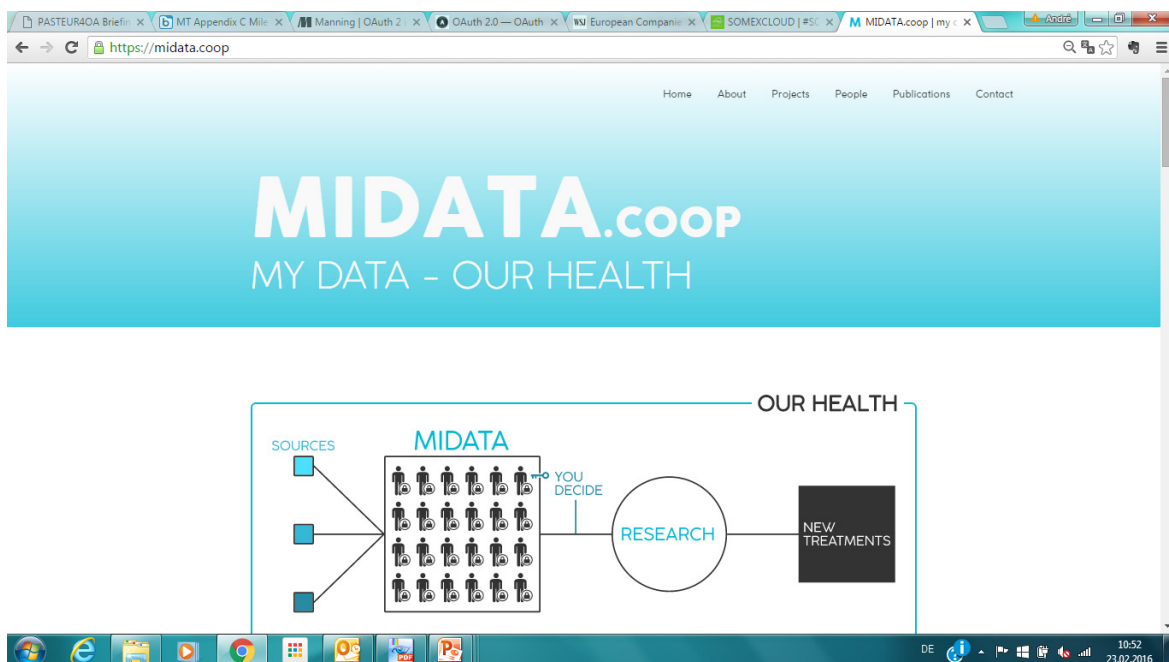 PASTEUR4OA Briefin
MT Appendix C Mile
Manning | OAuth 2
OAuth 2.0 — OAuth
WSJ European Companie
SOMEXCLOUD | #SC
M MIDATA.coop | my c
André
https://midata.coop
Home About Projects People Publications Contact
MIDATA.COOP
MY DATA - OUR HEALTH
OUR HEALTH
SOURCES
MIDATA
YOU
DECIDE
RESEARCH
NEW
TREATMENTS
DE
10:52
23.02.2016